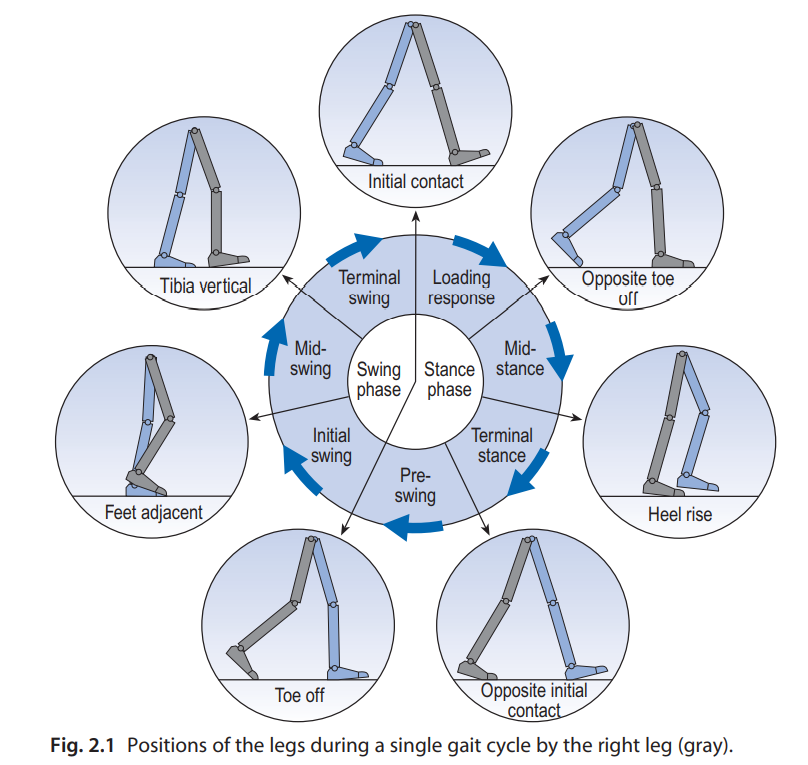 Initial contact
Tibia vertical
Opposite toe
off
Terminal
swing
Loading
response
Mid-
swing
Swing
phase
Stance
phase
Mid-
stance
Initial
swing
Terminal
stance
Pre-
swing
Feet adjacent
Heel rise
Toe off
Opposite initial
contact
Fig. 2.1 Positions of the legs during a single gait cycle by the right leg (gray).